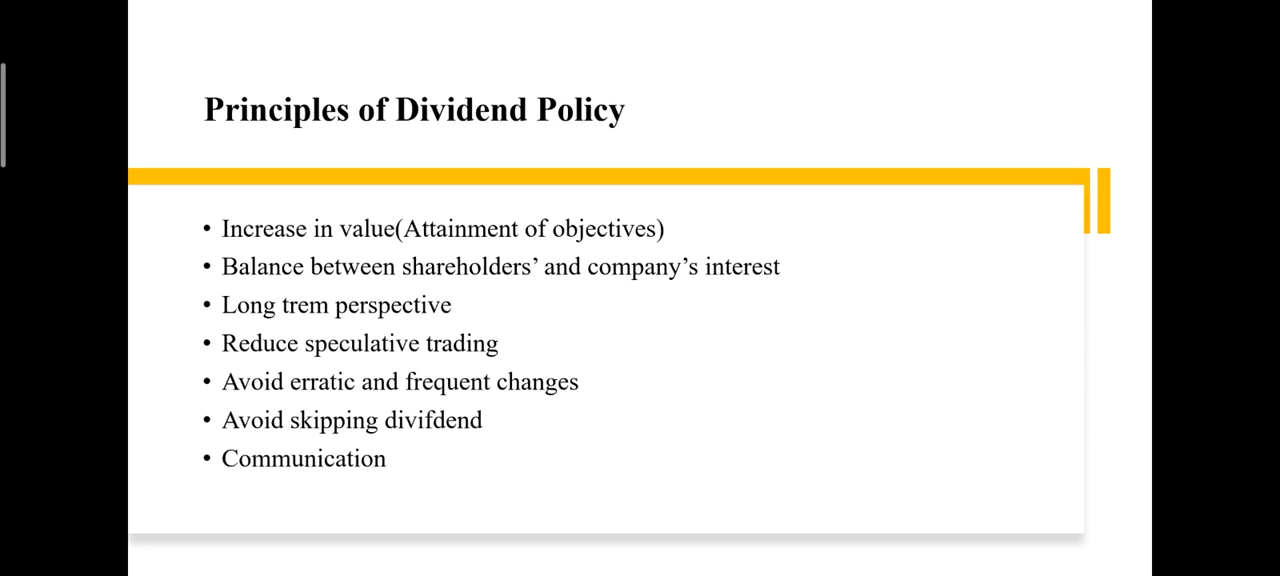 Principles of Dividend Policy
• Increase in value(Attainment of objectives)
• Balance between shareholders’ and company’s interest
• Long trem perspective
• Reduce speculative trading
• Avoid erratic and frequent changes
• Avoid skipping divifdend
• Communication